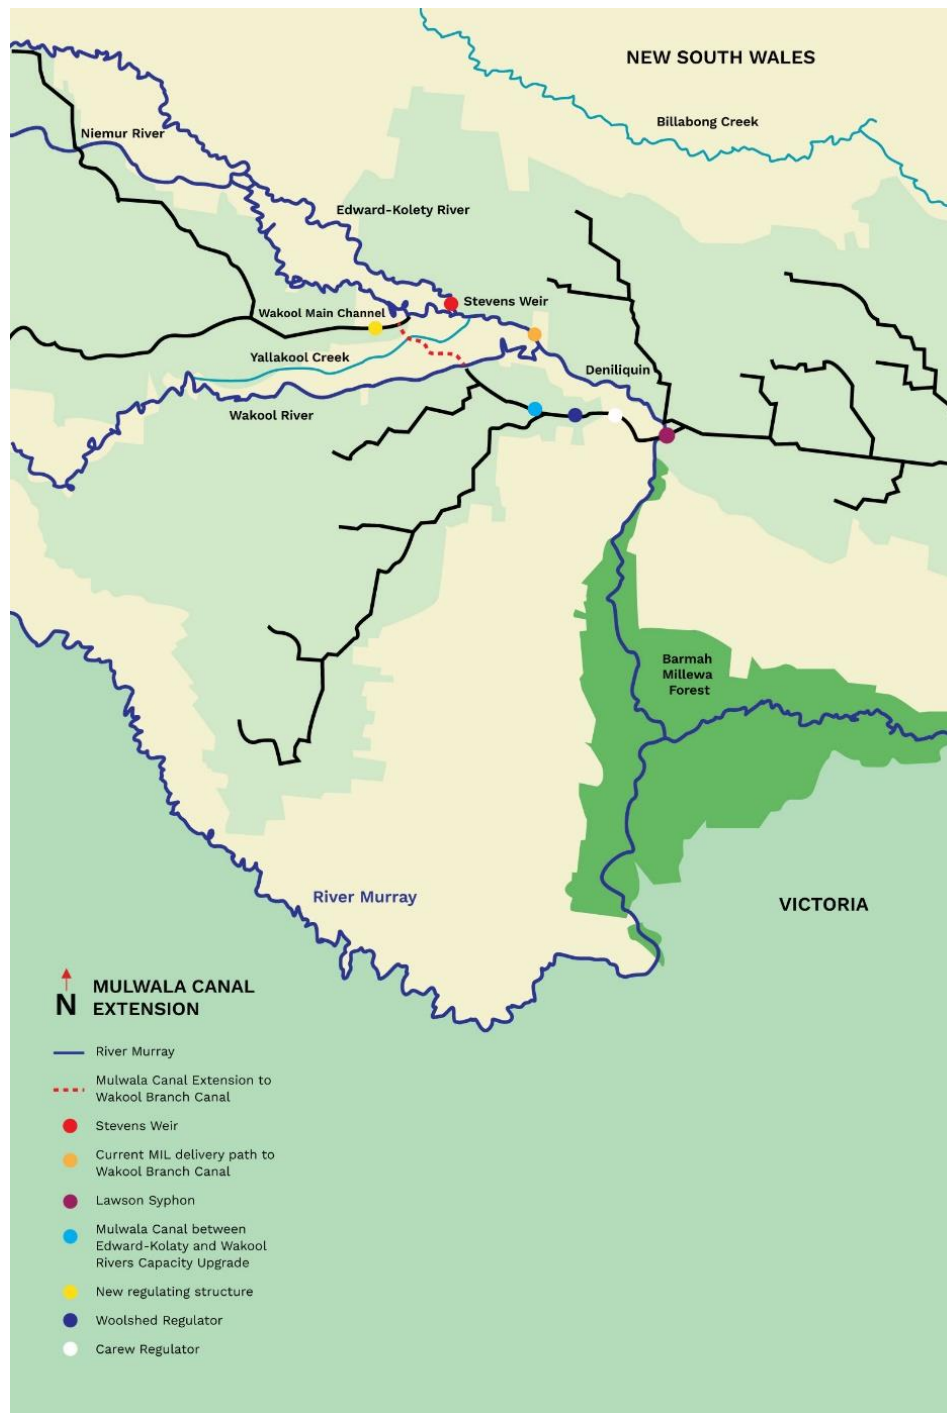 NEW SOUTH WALES
Billabong Creek
Niemur River
Edward-Kolety River
Stevens Weir
Wakool Main Channel
Yallakool Creek
Deniliquin
Wakool River
Barmah
Millewa
Forest
River Murray
VICTORIA
N
MULWALA CANAL
EXTENSION
River Murray
Mulwala Canal Extension to
Wakool Branch Canal
Stevens Weir
Current MIL delivery path to
Wakool Branch Canal
Lawson Syphon
Mulwala Canal between
Edward-Kolaty and Wakool
Rivers Capacity Upgrade
New regulating structure
Woolshed Regulator
Carew Regulator